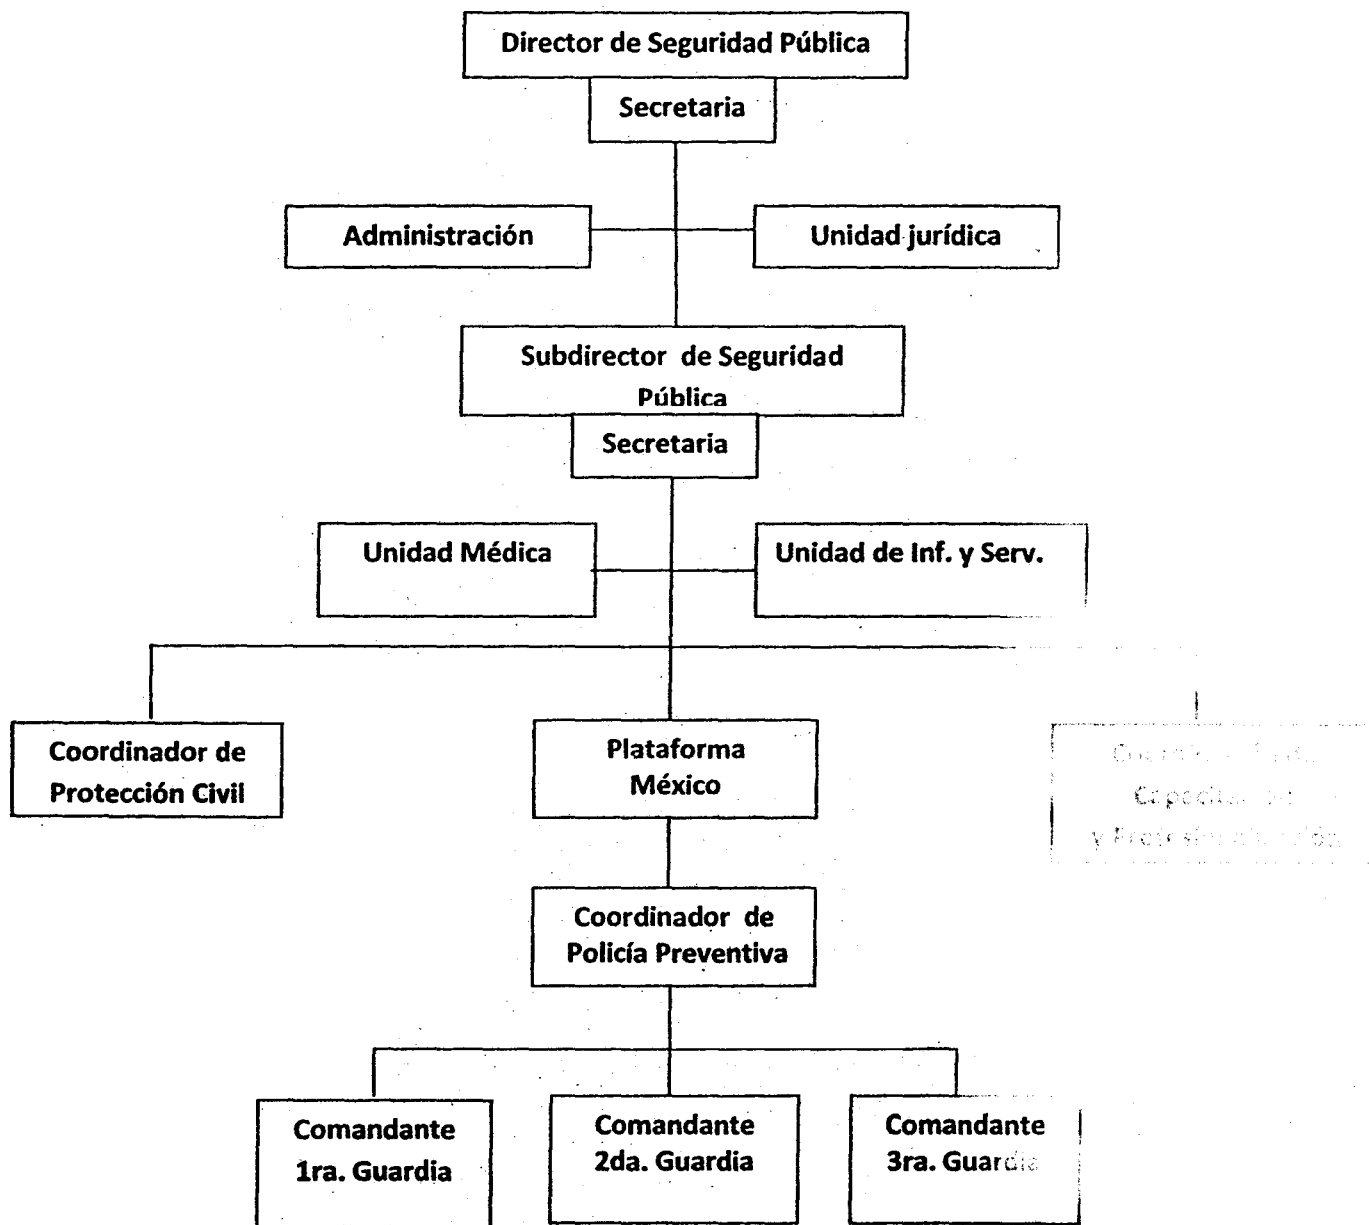 Director de Seguridad Pública
Secretaria
Administración
Unidad jurídica
Subdirector de Seguridad
Pública
Secretaria
Unidad Médica
Unidad de Inf. y Serv.
Coordinador de
Protección Civil
Plataforma
México
y
Coordinador de
Policía Preventiva
Comandante
1ra. Guardia
Comandante
2da. Guardia
Comandante
3ra. Guardia